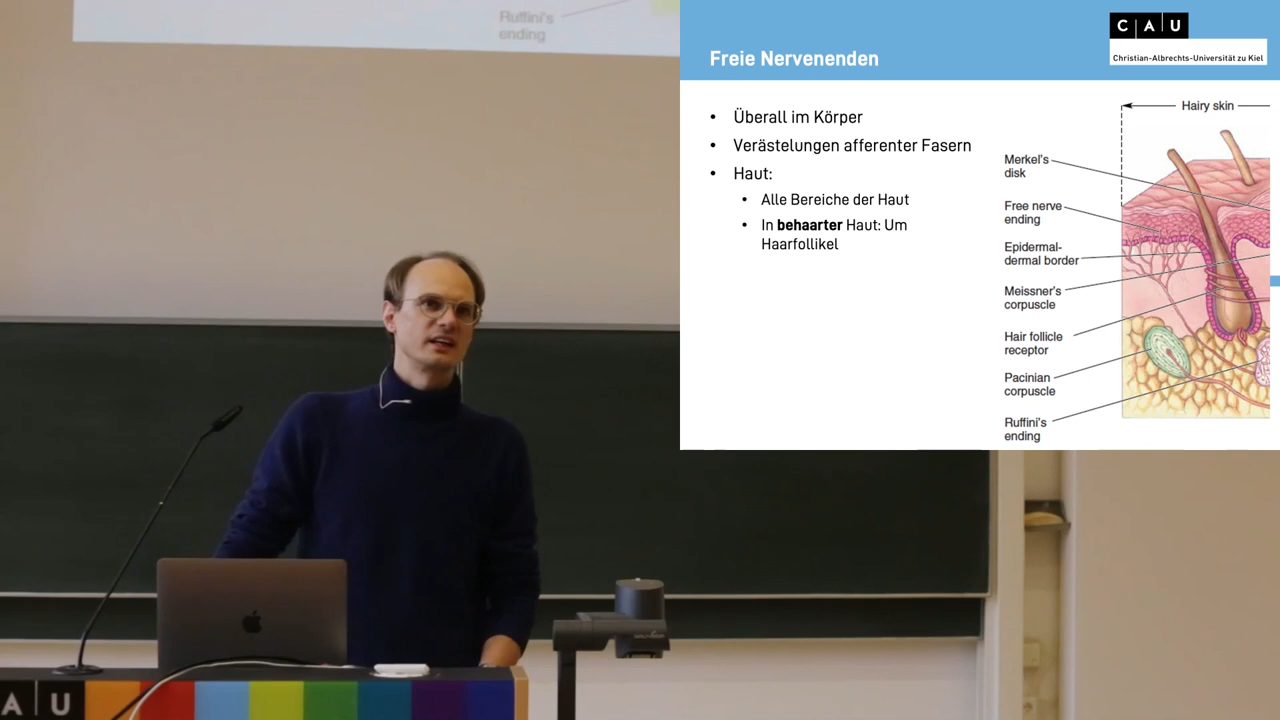 Ruffini's
ending
Freie Nervenenden
C A U
Christian-Albrechts-Universität zu Kiel
• Überall im Körper
• Verästelungen afferenter Fasern
• Haut:
• Alle Bereiche der Haut
• In behaarter Haut: Um
Haarfollikel
Hairy skin
Merkel's
disk
Free nerve
ending
Epidermal-
dermal border
Meissner's
corpuscle
Hair follicle
receptor
Pacinian
corpuscle
Ruffini's
ending
A U